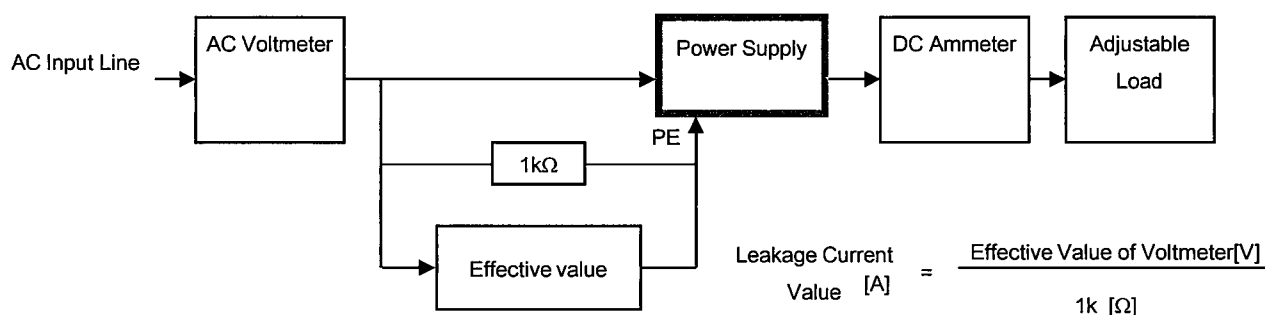 AC Input Line
AC Voltmeter
Power Supply
DC Ammeter
Adjustable
Load
PE
1kΩ
Effective value
Leakage Current
Value [A]
=
Effective Value of Voltmeter[V]
1k [Ω]